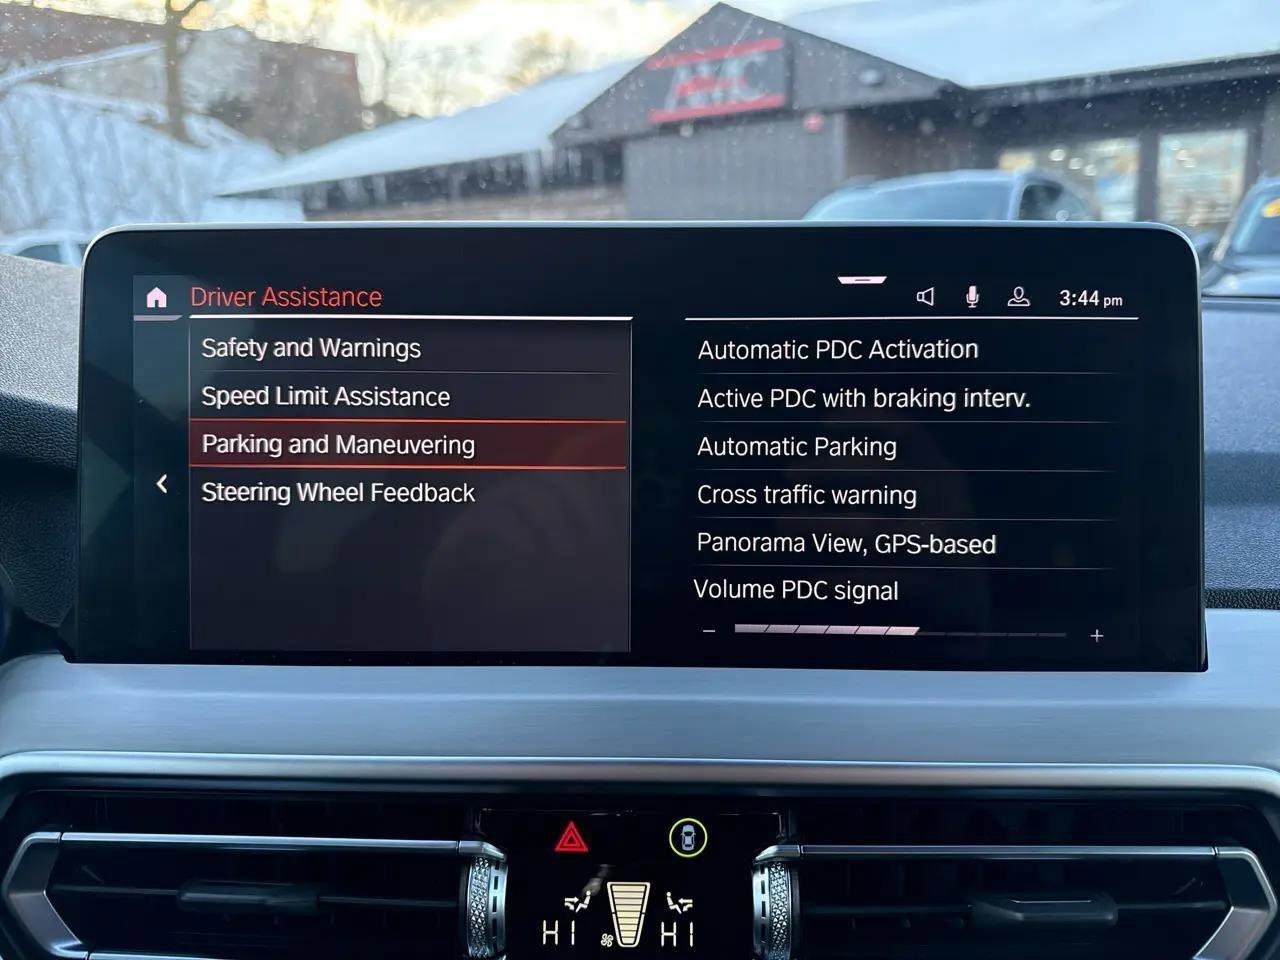 Driver Assistance
3:44 pm
Safety and Warnings
Speed Limit Assistance
Parking and Maneuvering
Steering Wheel Feedback
Automatic PDC Activation
Active PDC with braking interv.
Automatic Parking
Cross traffic warning
Panorama View, GPS-based
Volume PDC signal
− +
HI HI